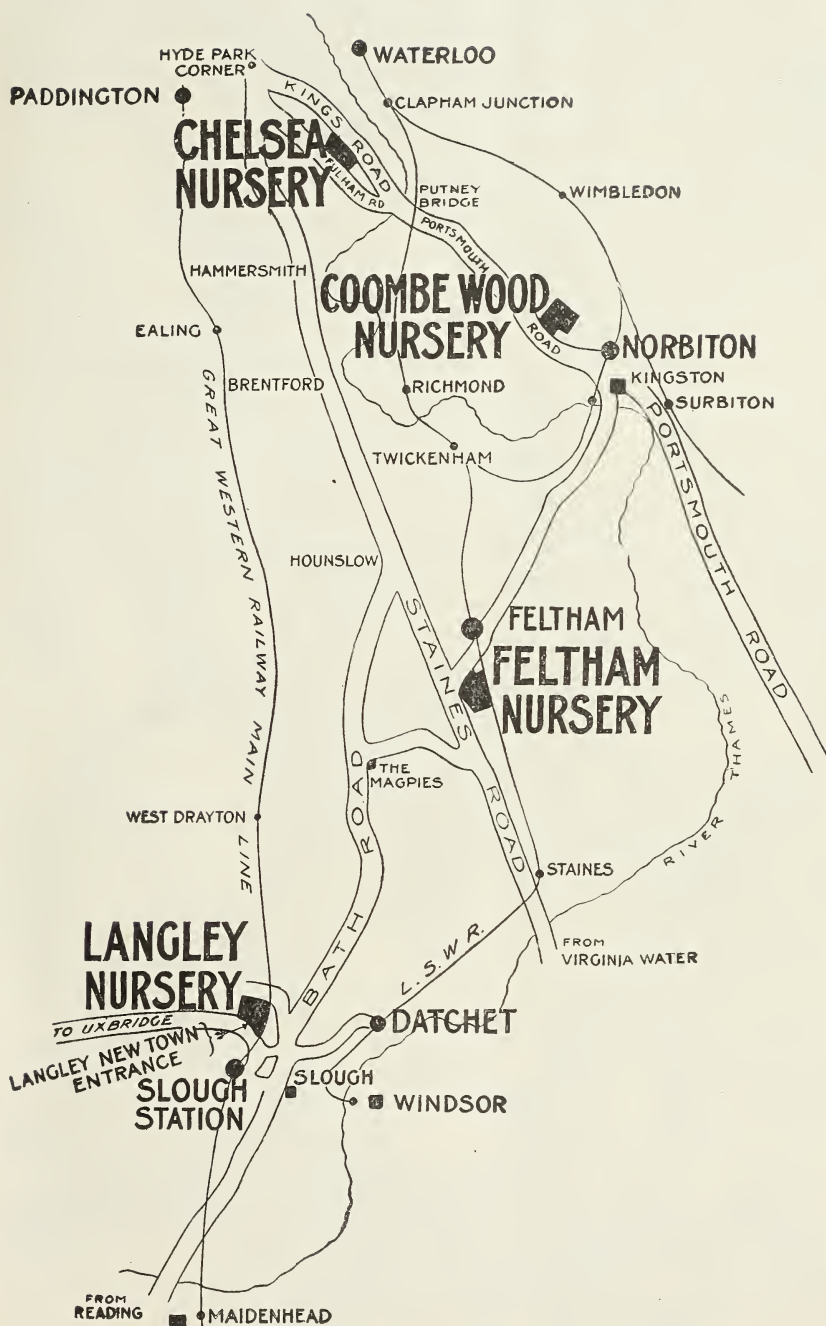 HYDE PARK
CORNER
WATERLOO
PADDINGTON
CLAPHAM JUNCTION
KINGS ROAD
CHELSEA
NURSERY
FULHAM RD
PUTNEY
BRIDGE
WIMBLEDON
PORTSMOUTH
ROAD
HAMMERSMITH
COOMBE WOOD
NURSERY
EALING
NORBITON
KINGSTON
BRENTFORD
RICHMOND
SURBITON
GREAT WESTERN RAILWAY MAIN LINE
TWICKENHAM
PORTSMOUTH ROAD
HOUNSLOW
STAINES ROAD
FELTHAM
FELTHAM
NURSERY
RIVER THAMES
THE
MAGPIES
BATH ROAD
WEST DRAYTON
STAINES
LANGLEY
NURSERY
FROM
VIRGINIA WATER
L. S. W. R.
TO UXBRIDGE
DATCHET
LANGLEY NEW TOWN
ENTRANCE
SLOUGH
STATION
SLOUGH
WINDSOR
FROM
READING
MAIDENHEAD